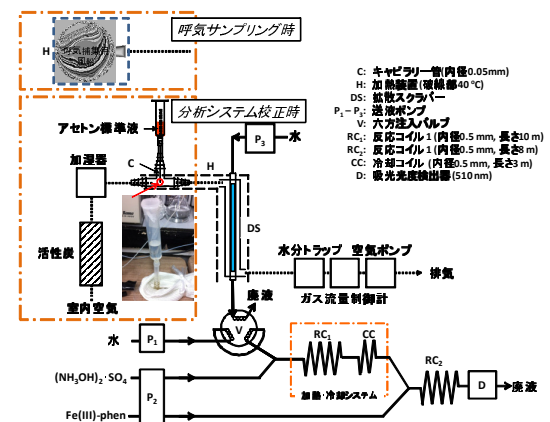 呼気サンプリング時
H
呼気捕集用
風船
C: キャピラリー管(内径0.05mm)
H: 加熱装置(破線部40 °C)
DS: 拡散スクラバー
P1 – P3: 送液ポンプ
V: 六方注入バルブ
RC1: 反応コイル1 (内径0.5 mm, 長さ10 m)
RC2: 反応コイル1 (内径0.5 mm, 長さ8 m)
CC: 冷却コイル (内径0.5 mm, 長さ3 m)
D: 吸光光度検出器(510 nm)
分析システム校正時
アセトン標準液
加湿器
C
H
P3
水
DS
活性炭
室内空気
水分トラップ
空気ポンプ
排気
ガス流量制御計
廃液
V
水
P1
RC1
CC
加熱・冷却システム
RC2
(NH3OH)2·SO4
P2
Fe(III)-phen
D
廃液